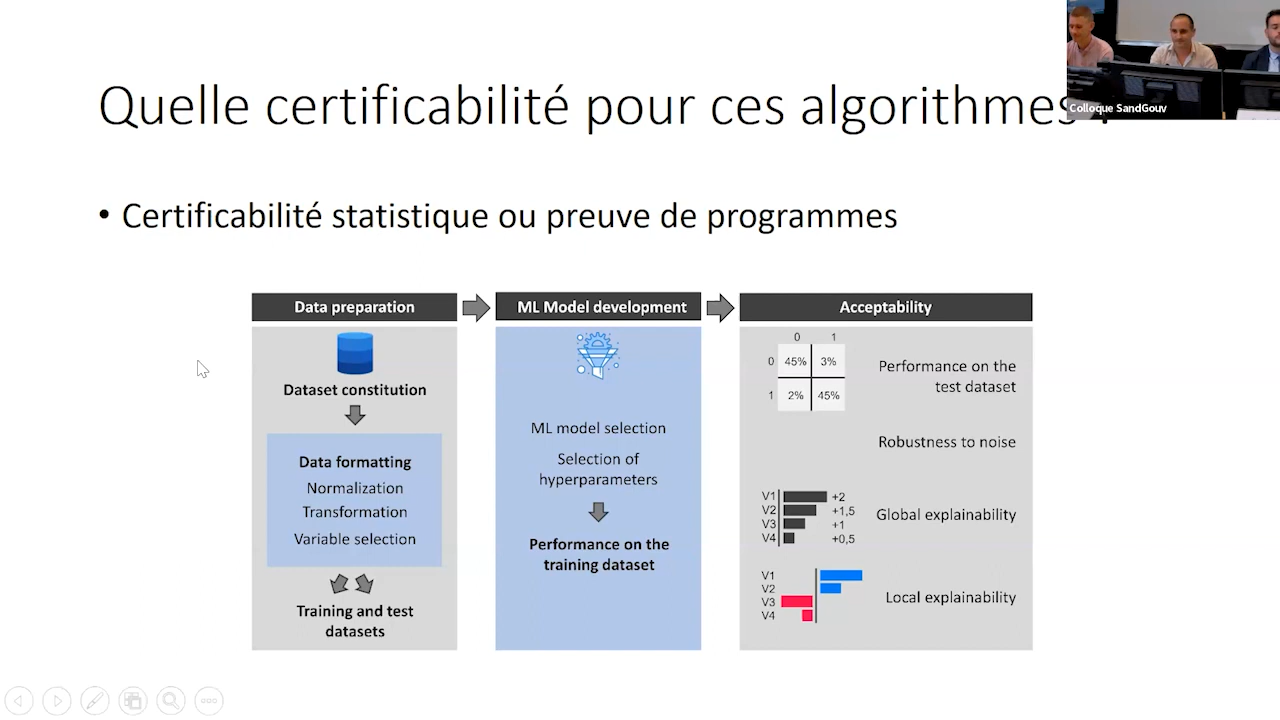 Quelle certificabilité pour ces algorithmes ?
Colloque SandGouv
• Certificabilité statistique ou preuve de programmes
Data preparation
Dataset constitution
Data formatting
Normalization
Transformation
Variable selection
Training and test
datasets
ML Model development
ML model selection
Selection of
hyperparameters
Performance on the
training dataset
Acceptability
0 1
0 45% 3%
1 2% 45%
Performance on the
test dataset
Robustness to noise
V1 +2
V2 +1,5
V3 +1
V4 +0,5
Global explainability
V1
V2
V3
V4
Local explainability